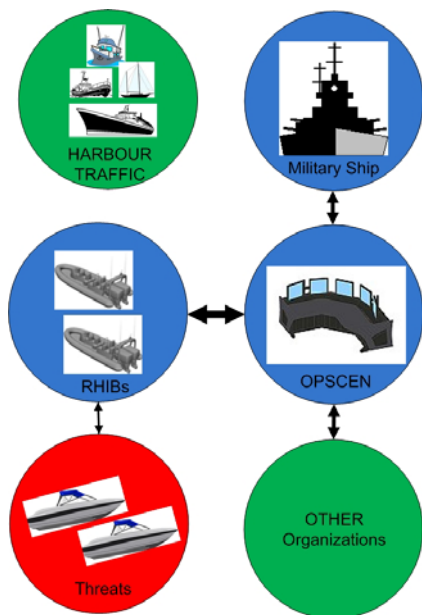 HARBOUR
TRAFFIC
Military Ship
RHIBs
OPSCEN
Threats
OTHER
Organizations